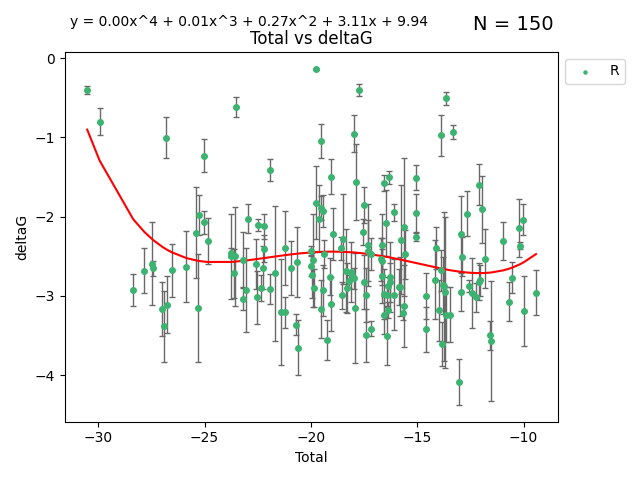 y = 0.00x^4 + 0.01x^3 + 0.27x^2 + 3.11x + 9.94
N = 150
Total vs deltaG
R
deltaG
0
−1
−2
−3
−4
−30
−25
−20
−15
−10
Total